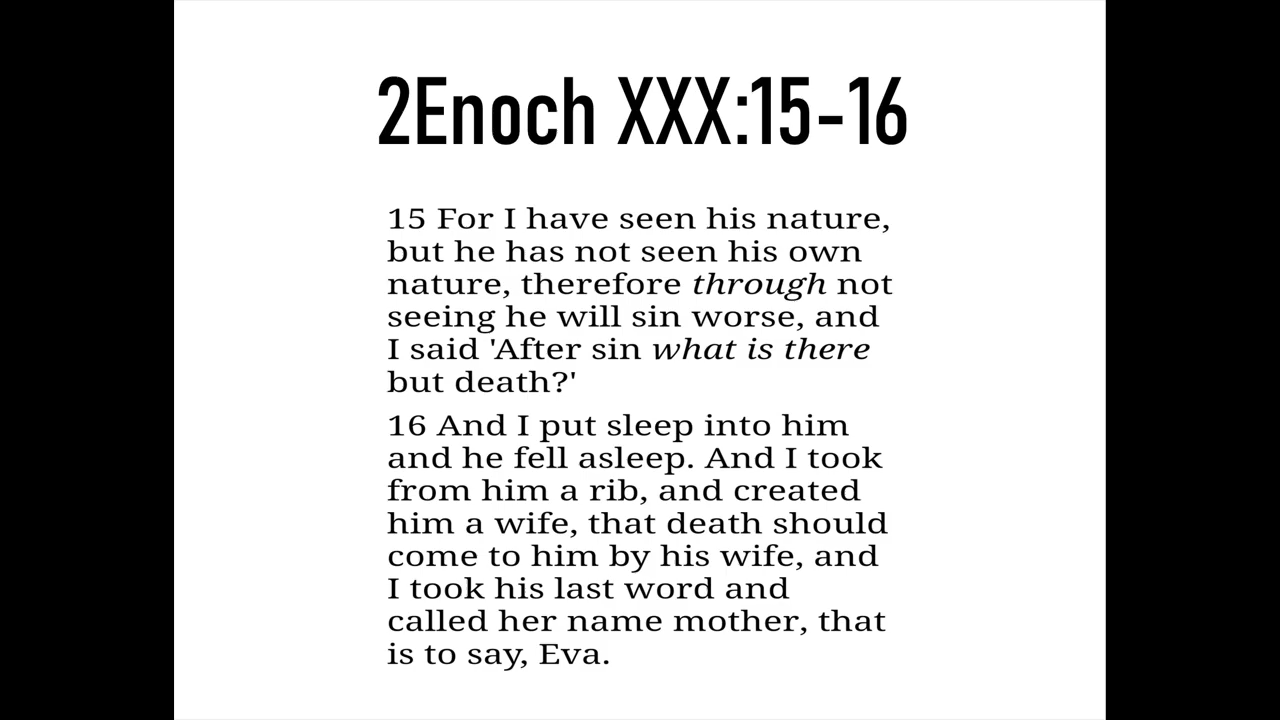 2Enoch XXX:15-16
15 For I have seen his nature,
but he has not seen his own
nature, therefore through not
seeing he will sin worse, and
I said 'After sin what is there
but death?'
16 And I put sleep into him
and he fell asleep. And I took
from him a rib, and created
him a wife, that death should
come to him by his wife, and
I took his last word and
called her name mother, that
is to say, Eva.